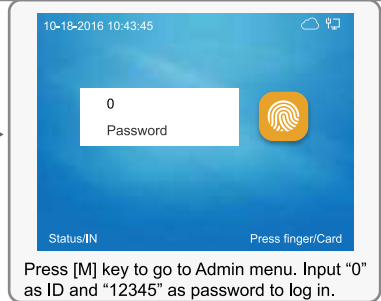 10-18-2016 10:43:45
0
Password
Status/IN
Press finger/Card
Press [M] key to go to Admin menu. Input “0”
as ID and “12345” as password to log in.